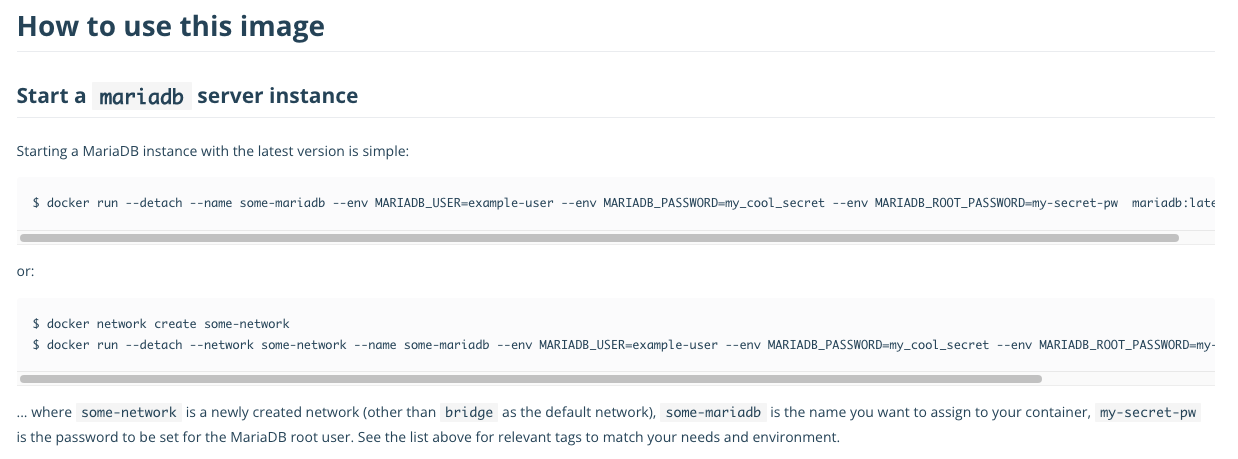 How to use this image
Start a mariadb server instance
Starting a MariaDB instance with the latest version is simple:
$ docker run --detach --name some-mariadb --env MARIADB_USER=example-user --env MARIADB_PASSWORD=my_cool_secret --env MARIADB_ROOT_PASSWORD=my-secret-pw  mariadb:late
or:
$ docker network create some-network
$ docker run --detach --network some-network --name some-mariadb --env MARIADB_USER=example-user --env MARIADB_PASSWORD=my_cool_secret --env MARIADB_ROOT_PASSWORD=my-
... where some-network is a newly created network (other than bridge as the default network), some-mariadb is the name you want to assign to your container, my-secret-pw
is the password to be set for the MariaDB root user. See the list above for relevant tags to match your needs and environment.